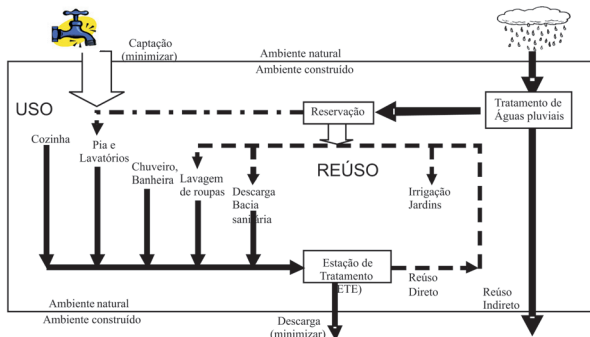 Captação
(minimizar)
Ambiente natural
Ambiente construído
USO
Reservação
Tratamento de
Águas pluviais
Cozinha
Pia e
Lavatórios
Chuveiro,
Banheira
Lavagem
de roupas
Descarga
Bacia
sanitária
REÚSO
Irrigação
Jardins
Estação de
Tratamento
(ETE)
Reúso
Direto
Reúso
Indireto
Ambiente natural
Ambiente construído
Descarga
(minimizar)